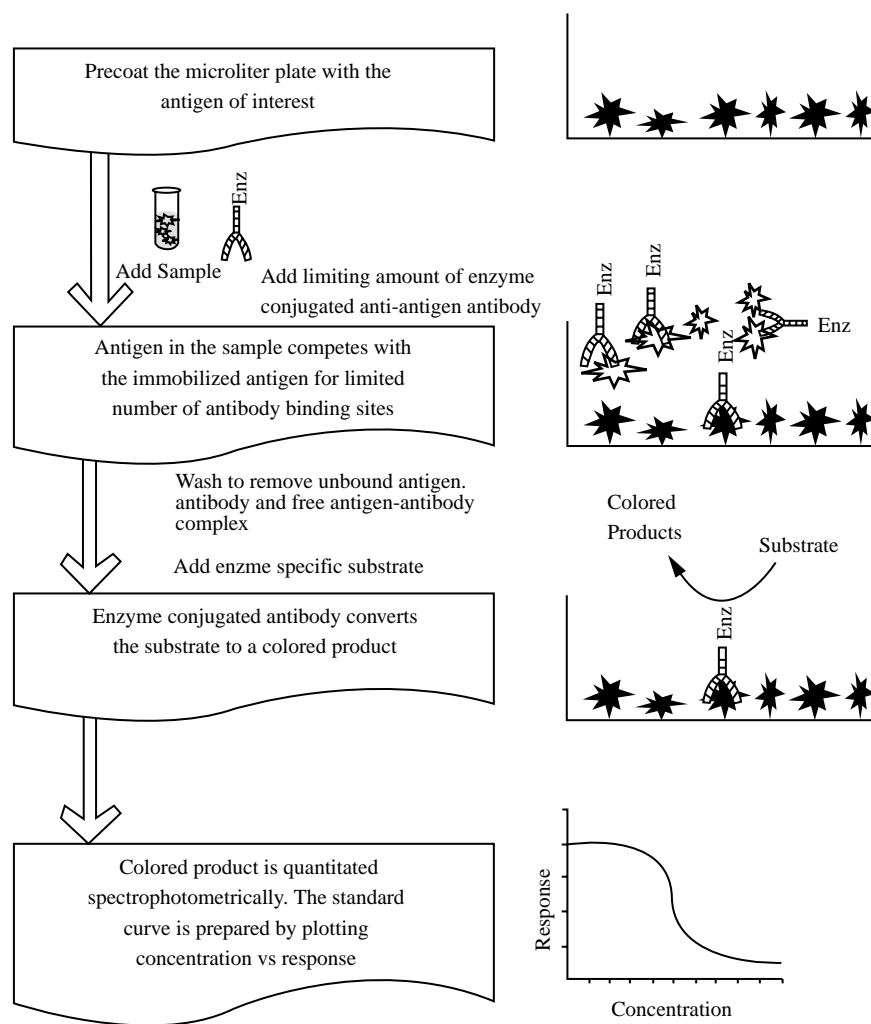 Precoat the microliter plate with the
antigen of interest
Enz
Add Sample
Add limiting amount of enzyme
conjugated anti-antigen antibody
Enz
Enz
Enz
Enz
Antigen in the sample competes with
the immobilized antigen for limited
number of antibody binding sites
Wash to remove unbound antigen.
antibody and free antigen-antibody
complex
Add enzme specific substrate
Colored
Products
Substrate
Enz
Enzyme conjugated antibody converts
the substrate to a colored product
Colored product is quantitated
spectrophotometrically. The standard
curve is prepared by plotting
concentration vs response
Response
Concentration